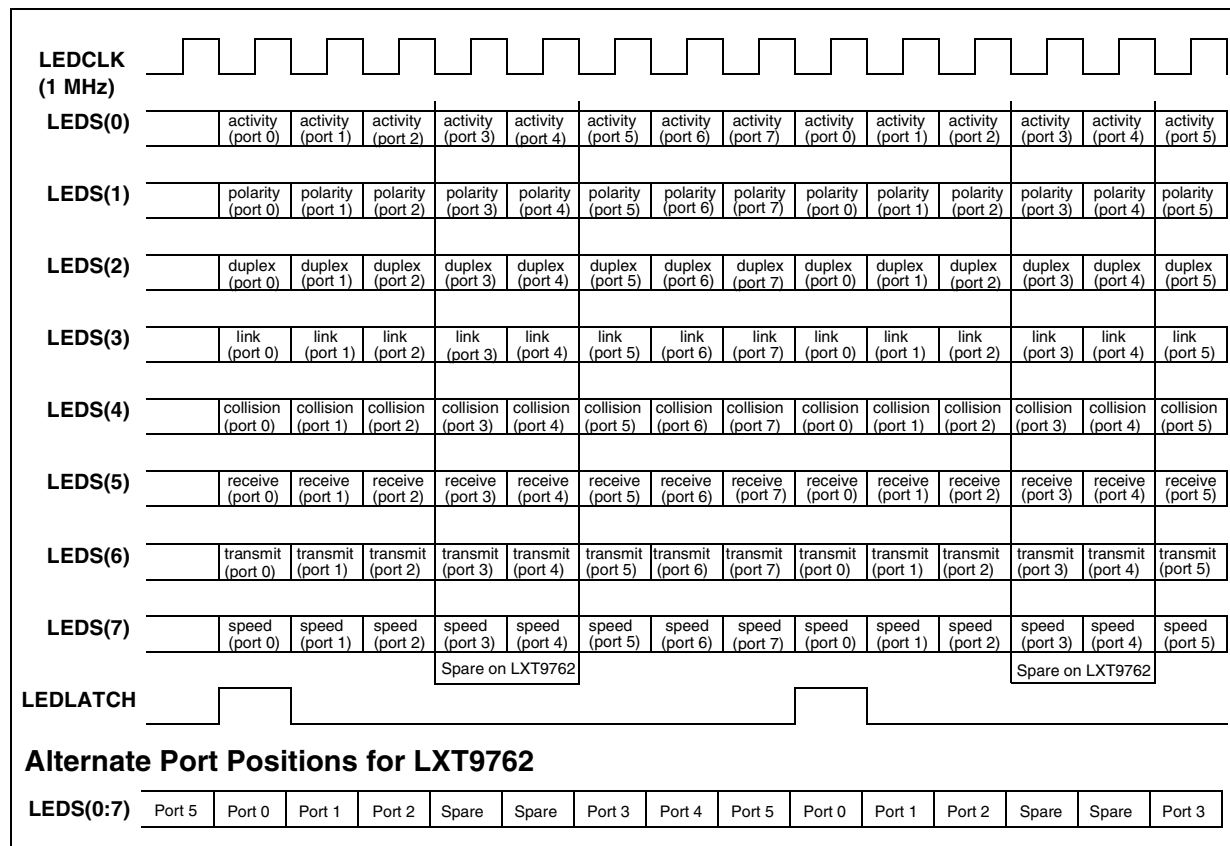 LEDCLK
(1 MHz)
LEDS(0)
activity activity activity activity activity activity activity activity activity activity activity activity activity activity
(port 0) (port 1) (port 2) (port 3) (port 4) (port 5) (port 6) (port 7) (port 0) (port 1) (port 2) (port 3) (port 4) (port 5)
LEDS(1)
polarity polarity polarity polarity polarity polarity polarity polarity polarity polarity polarity polarity polarity polarity
(port 0) (port 1) (port 2) (port 3) (port 4) (port 5) (port 6) (port 7) (port 0) (port 1) (port 2) (port 3) (port 4) (port 5)
LEDS(2)
duplex duplex duplex duplex duplex duplex duplex duplex duplex duplex duplex duplex duplex duplex
(port 0) (port 1) (port 2) (port 3) (port 4) (port 5) (port 6) (port 7) (port 0) (port 1) (port 2) (port 3) (port 4) (port 5)
LEDS(3)
link link link link link link link link link link link link link link
(port 0) (port 1) (port 2) (port 3) (port 4) (port 5) (port 6) (port 7) (port 0) (port 1) (port 2) (port 3) (port 4) (port 5)
LEDS(4)
collision collision collision collision collision collision collision collision collision collision collision collision collision collision
(port 0) (port 1) (port 2) (port 3) (port 4) (port 5) (port 6) (port 7) (port 0) (port 1) (port 2) (port 3) (port 4) (port 5)
LEDS(5)
receive receive receive receive receive receive receive receive receive receive receive receive receive receive
(port 0) (port 1) (port 2) (port 3) (port 4) (port 5) (port 6) (port 7) (port 0) (port 1) (port 2) (port 3) (port 4) (port 5)
LEDS(6)
transmit transmit transmit transmit transmit transmit transmit transmit transmit transmit transmit transmit transmit transmit
(port 0) (port 1) (port 2) (port 3) (port 4) (port 5) (port 6) (port 7) (port 0) (port 1) (port 2) (port 3) (port 4) (port 5)
LEDS(7)
speed speed speed speed speed speed speed speed speed speed speed speed speed speed
(port 0) (port 1) (port 2) (port 3) (port 4) (port 5) (port 6) (port 7) (port 0) (port 1) (port 2) (port 3) (port 4) (port 5)
Spare on LXT9762 Spare on LXT9762
LEDLATCH
Alternate Port Positions for LXT9762
LEDS(0:7) Port 5 Port 0 Port 1 Port 2 Spare Spare Port 3 Port 4 Port 5 Port 0 Port 1 Port 2 Spare Spare Port 3